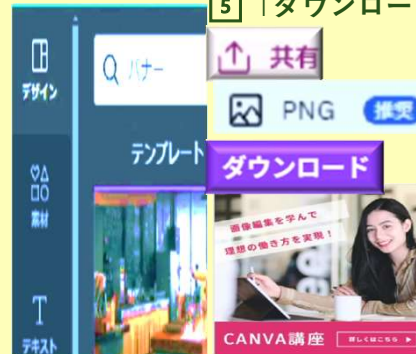 デザイン
素材
テキスト
バナー
テンプレート
5 「ダウンロー
共有
PNG 推奨
ダウンロード
画像編集を学んで
理想の働き方を実現!
CANVA講座
詳しくはこちら